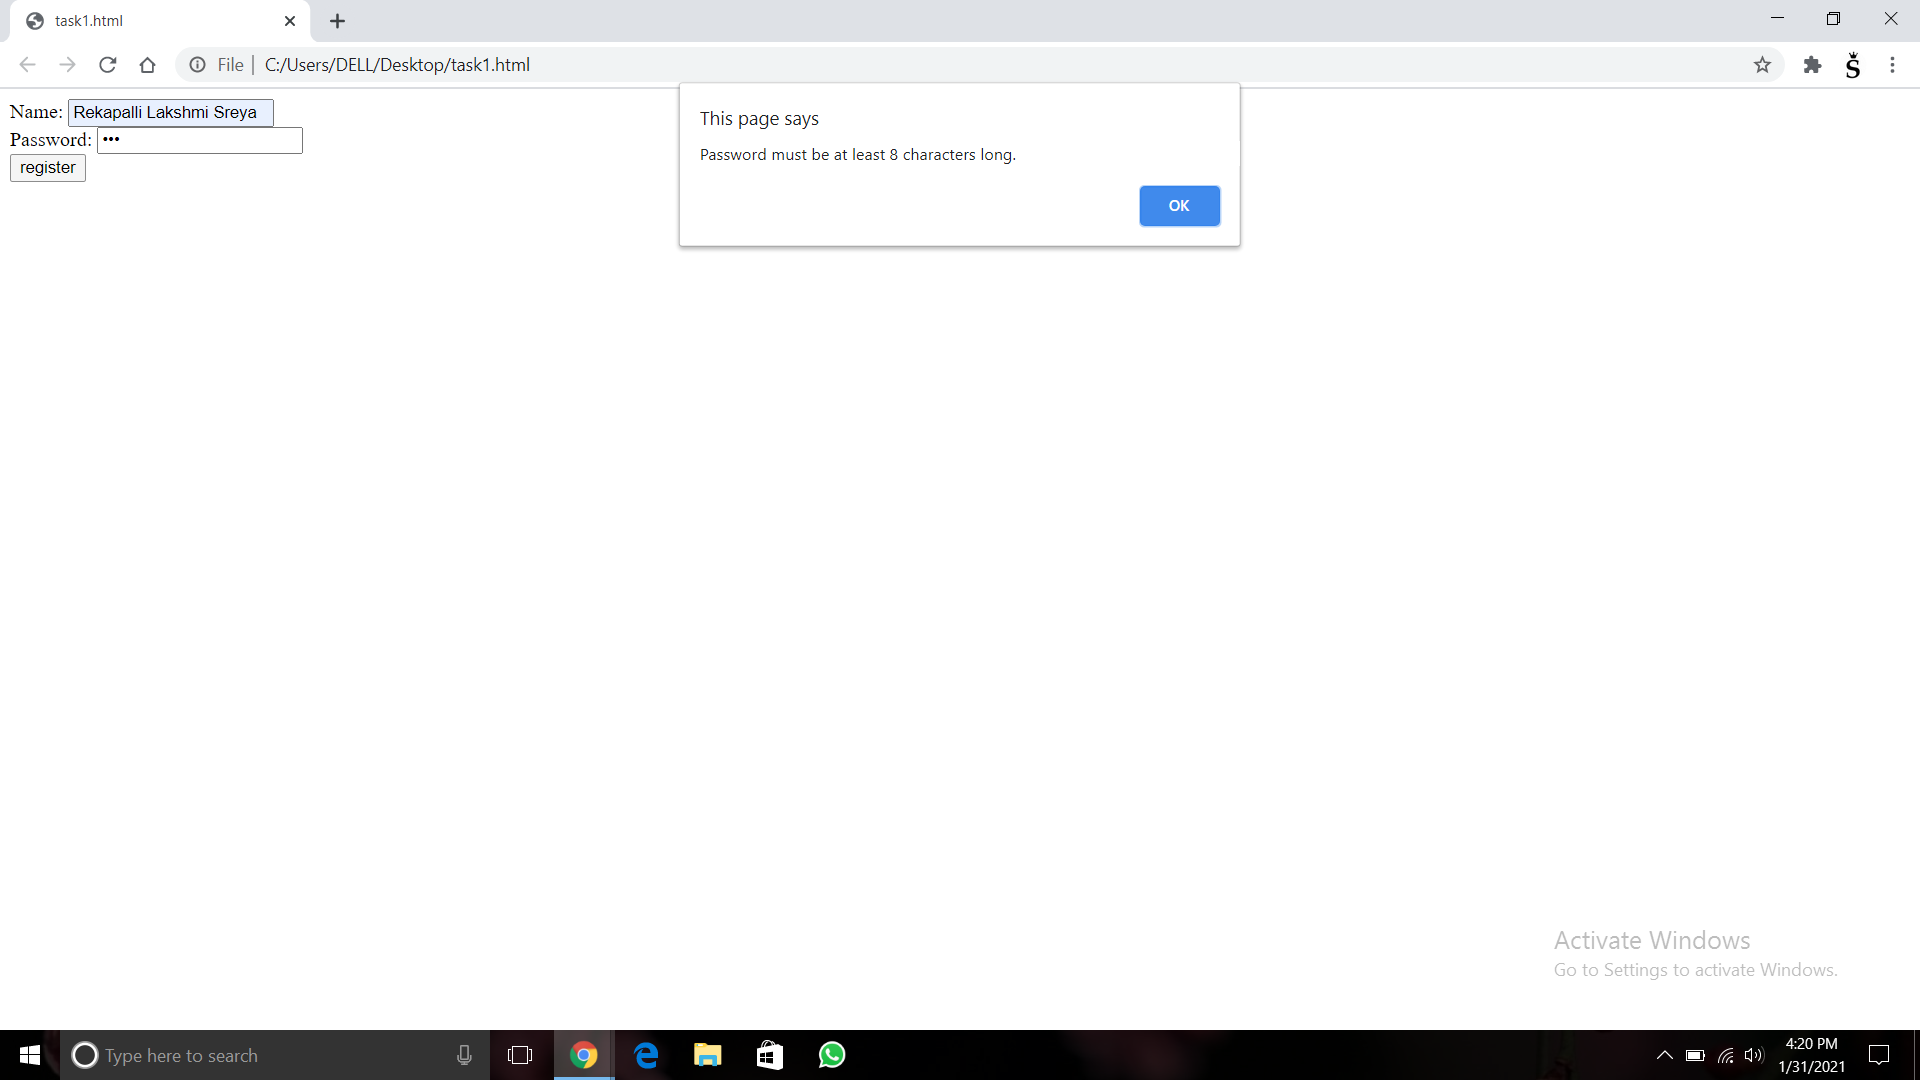 task1.html
File | C:/Users/DELL/Desktop/task1.html
Name: Rekapalli Lakshmi Sreya
Password: •••
register
This page says
Password must be at least 8 characters long.
OK
Activate Windows
Go to Settings to activate Windows.
Type here to search
4:20 PM
1/31/2021